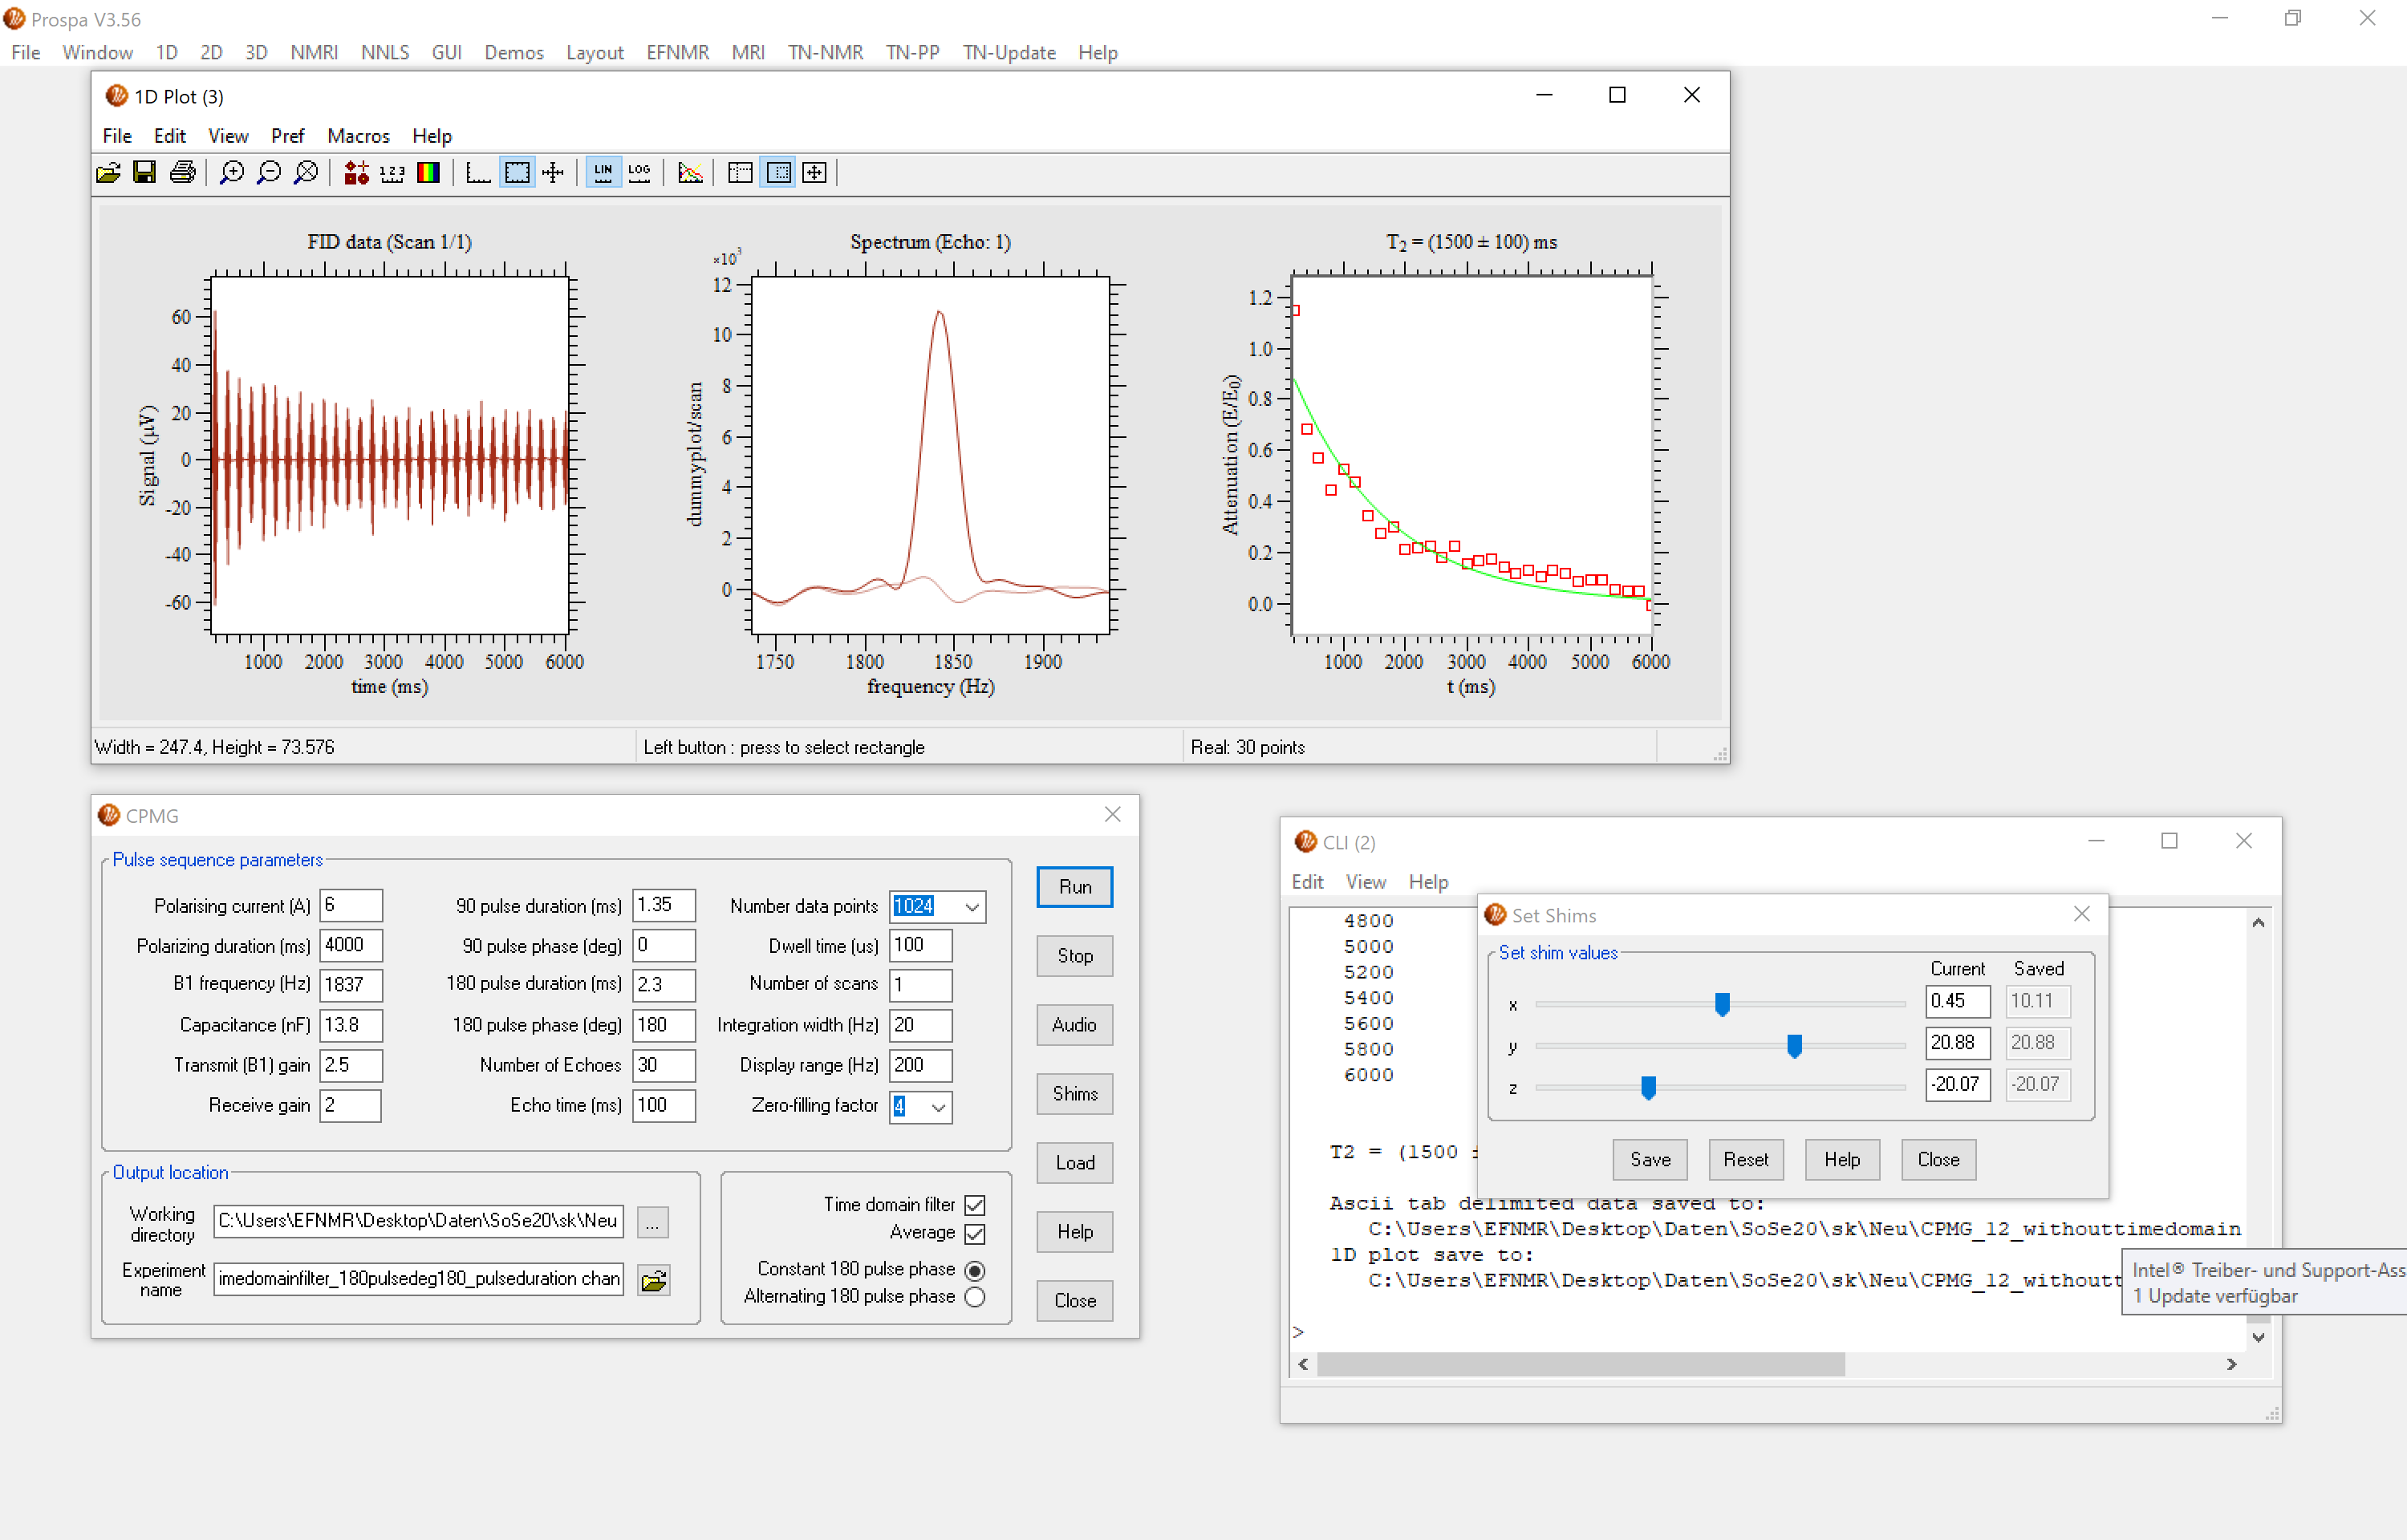 Prospa V3.56
File Window 1D 2D 3D NMRI NNLS GUI Demos Layout EFNMR MRI TN-NMR TN-PP TN-Update Help
1D Plot (3)
File Edit View Pref Macros Help
1 2 3 LIN LOG
FID data (Scan 1/1)
60
40
20
0
-20
-40
-60
Signal (µV)
1000 2000 3000 4000 5000 6000
time (ms)
Spectrum (Echo: 1)
×10³
12
10
8
6
4
2
0
dummyplot/scan
1750 1800 1850 1900
frequency (Hz)
T₂ = (1500 ± 100) ms
1.2
1.0
0.8
0.6
0.4
0.2
0.0
Attenuation (E/E₀)
1000 2000 3000 4000 5000 6000
t (ms)
Width = 247.4, Height = 73.576
Left button : press to select rectangle
Real: 30 points
CPMG
Pulse sequence parameters
Polarising current (A) 6
Polarizing duration (ms) 4000
B1 frequency (Hz) 1837
Capacitance (nF) 13.8
Transmit (B1) gain 2.5
Receive gain 2
90 pulse duration (ms) 1.35
90 pulse phase (deg) 0
180 pulse duration (ms) 2.3
180 pulse phase (deg) 180
Number of Echoes 30
Echo time (ms) 100
Number data points 1024
Dwell time (us) 100
Number of scans 1
Integration width (Hz) 20
Display range (Hz) 200
Zero-filling factor 4
Run
Stop
Audio
Shims
Load
Help
Close
Output location
Working directory C:\Users\EFNMR\Desktop\Daten\SoSe20\sk\Neu ...
Experiment name imedomainfilter_180pulsedeg180_pulseduration chan
Time domain filter
Average
Constant 180 pulse phase
Alternating 180 pulse phase
CLI (2)
Edit View Help
4800
5000
5200
5400
5600
5800
6000
T2 = (1500 ±
Ascii tab delimited data saved to:
C:\Users\EFNMR\Desktop\Daten\SoSe20\sk\Neu\CPMG_12_withouttimedomain
1D plot save to:
C:\Users\EFNMR\Desktop\Daten\SoSe20\sk\Neu\CPMG_12_withoutt
>
Set Shims
Set shim values
Current Saved
x 0.45 10.11
y 20.88 20.88
z -20.07 -20.07
Save Reset Help Close
Intel® Treiber- und Support-Ass
1 Update verfügbar